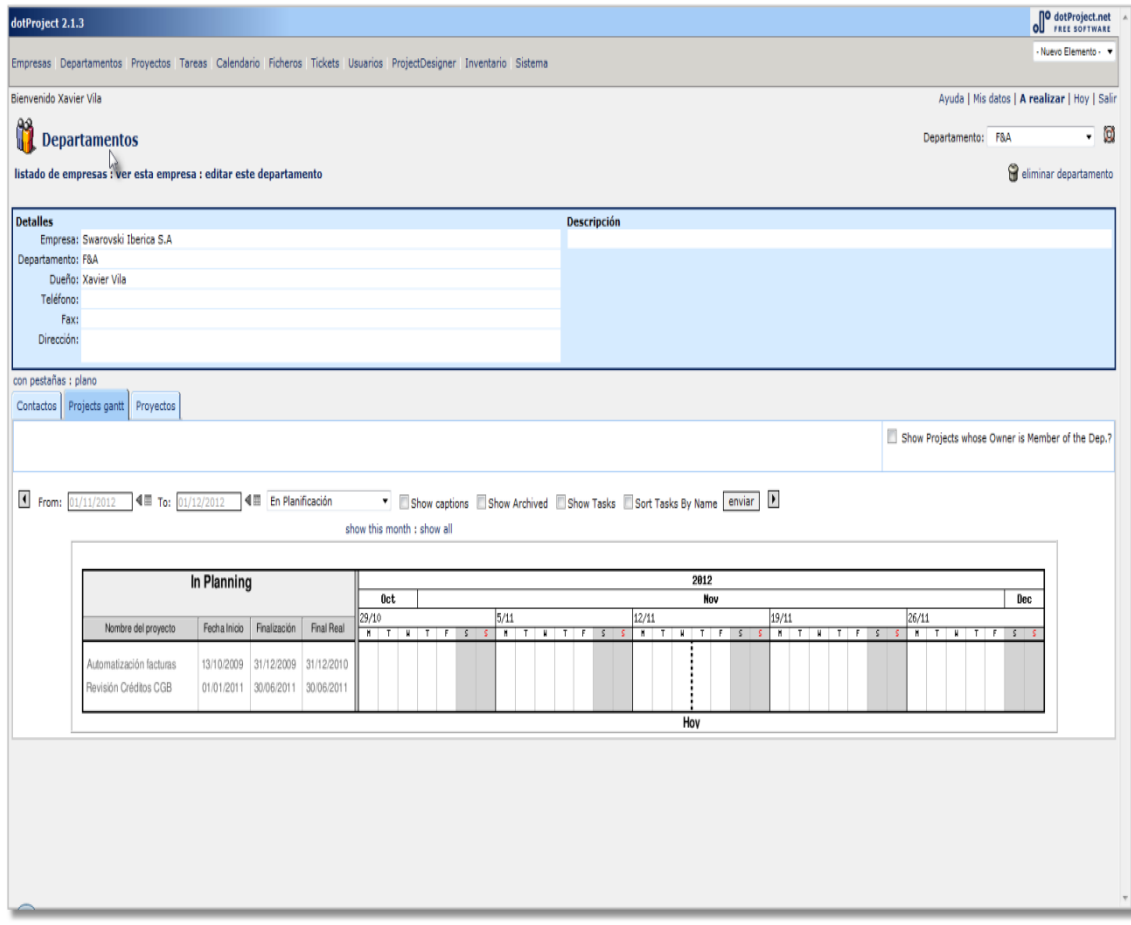 dotProject 2.1.3
dotProject.net
FREE SOFTWARE
Empresas Departamentos Proyectos Tareas Calendario Ficheros Tickets Usuarios ProjectDesigner Inventario Sistema
- Nuevo Elemento -
Bienvenido Xavier Vila
Ayuda | Mis datos | A realizar | Hoy | Salir
Departamentos
Departamento: F&A
listado de empresas : ver esta empresa : editar este departamento
eliminar departamento
Detalles
Descripción
Empresa: Swarovski Iberica S.A
Departamento: F&A
Dueño: Xavier Vila
Teléfono:
Fax:
Dirección:
con pestañas : plano
Contactos Projects gantt Proyectos
Show Projects whose Owner is Member of the Dep.?
From: 01/11/2012 To: 01/12/2012 En Planificación Show captions Show Archived Show Tasks Sort Tasks By Name enviar
show this month : show all
In Planning
2012
Oct Nov Dec
29/10 5/11 12/11 19/11 26/11
Nombre del proyecto Fecha Inicio Finalización Final Real
M T W T F S S M T W T F S S M T W T F S S M T W T F S S M T W T F S S
Automatización facturas 13/10/2009 31/12/2009 31/12/2010
Revisión Créditos CGB 01/01/2011 30/06/2011 30/06/2011
Hoy